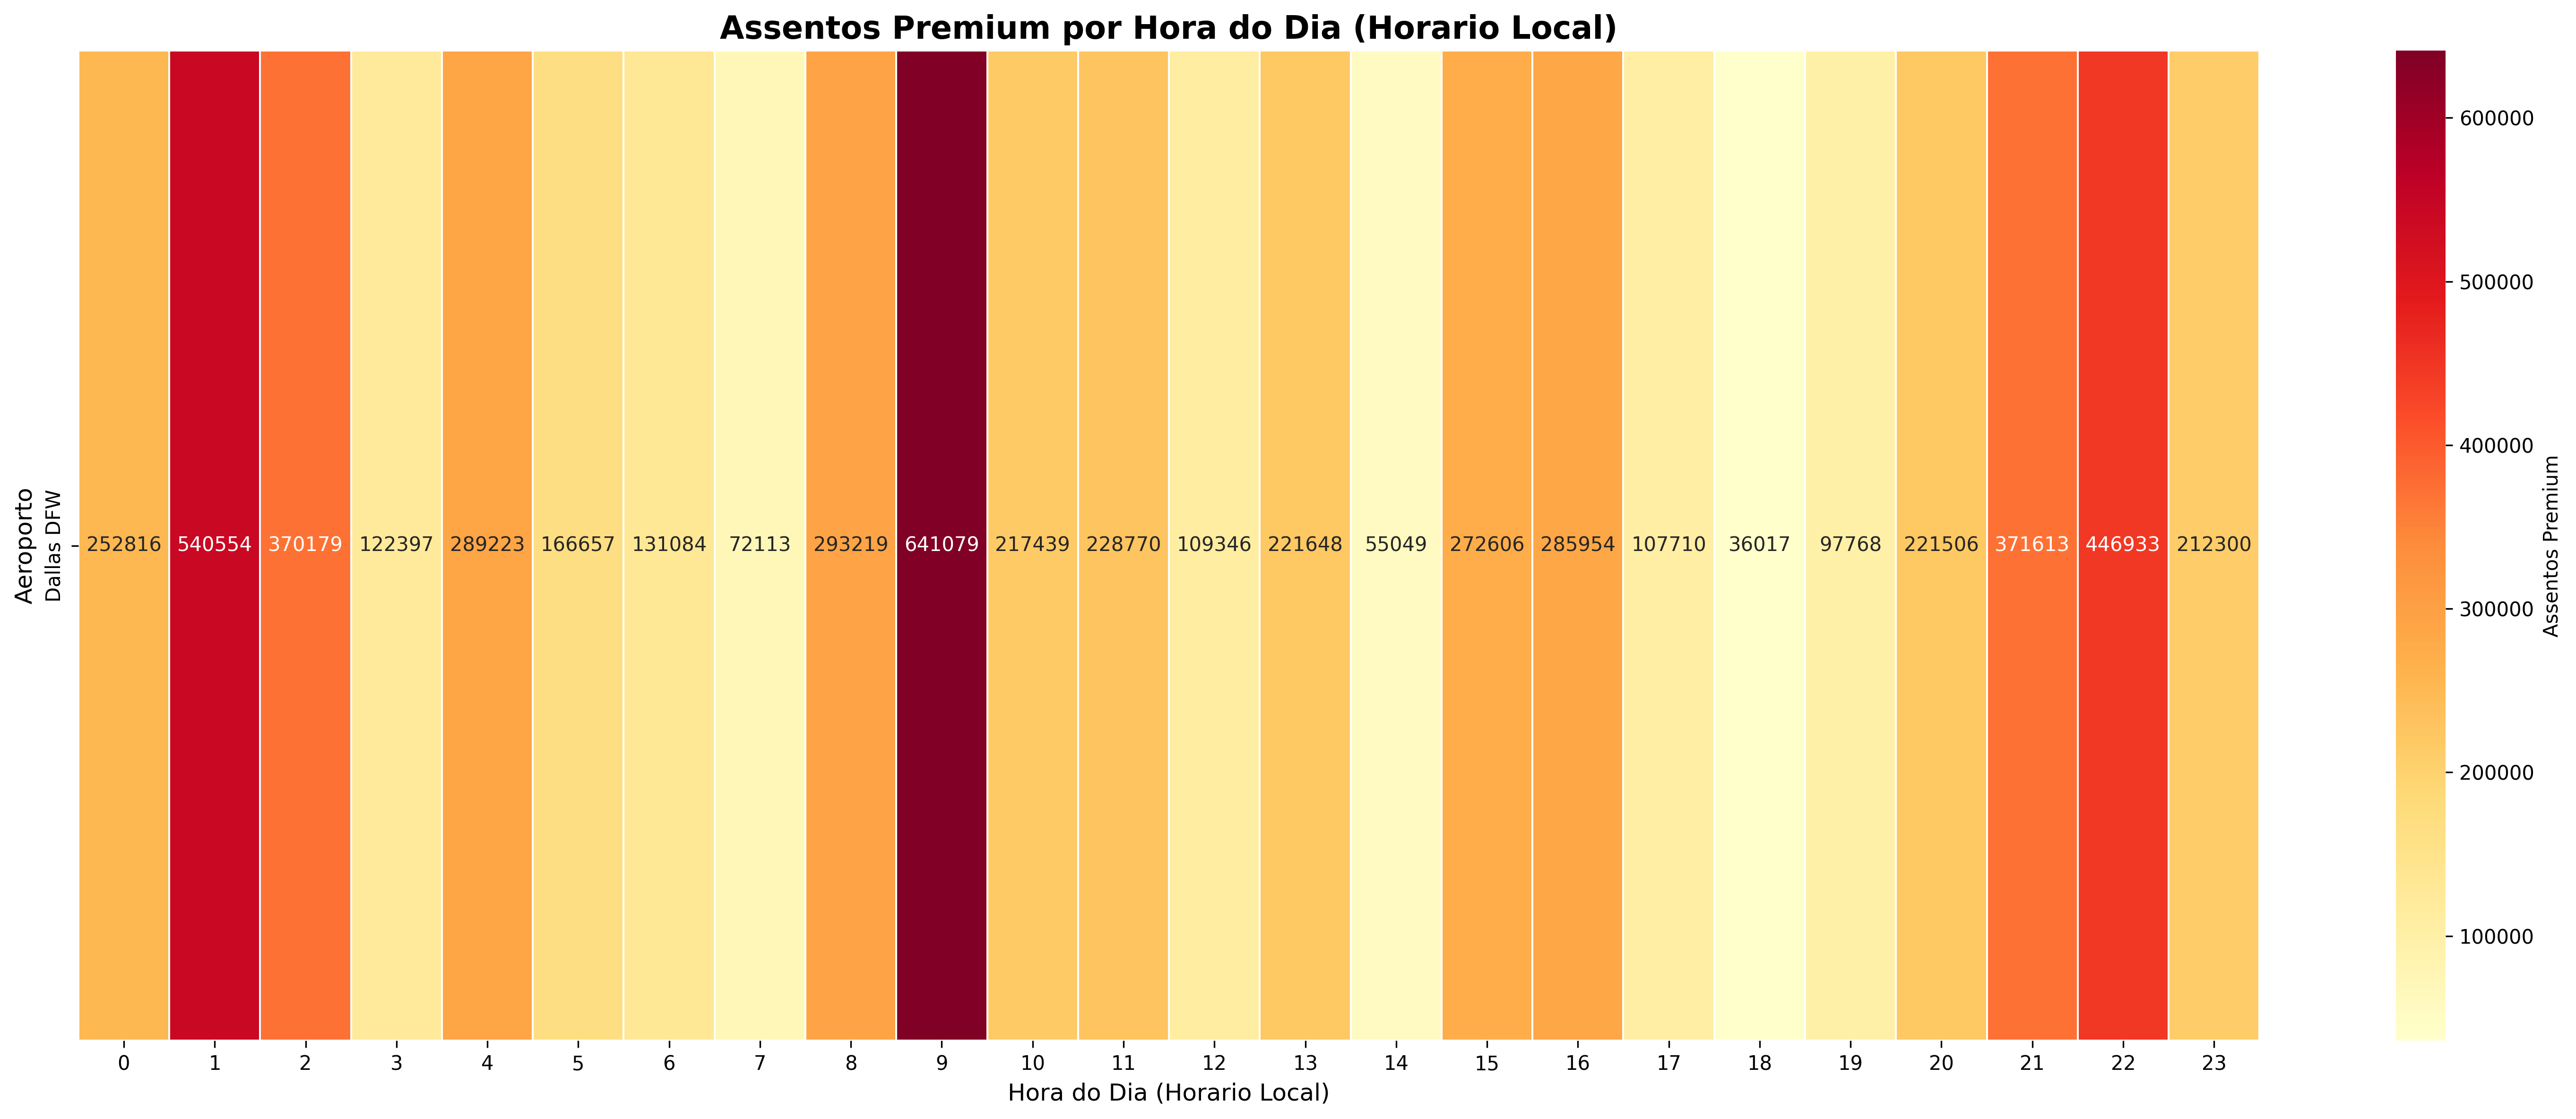 Assentos Premium por Hora do Dia (Horario Local)
Aeroporto
Dallas DFW
252816 540554 370179 122397 289223 166657 131084 72113 293219 641079 217439 228770 109346 221648 55049 272606 285954 107710 36017 97768 221506 371613 446933 212300
0 1 2 3 4 5 6 7 8 9 10 11 12 13 14 15 16 17 18 19 20 21 22 23
Hora do Dia (Horario Local)
600000
500000
400000
300000
200000
100000
Assentos Premium